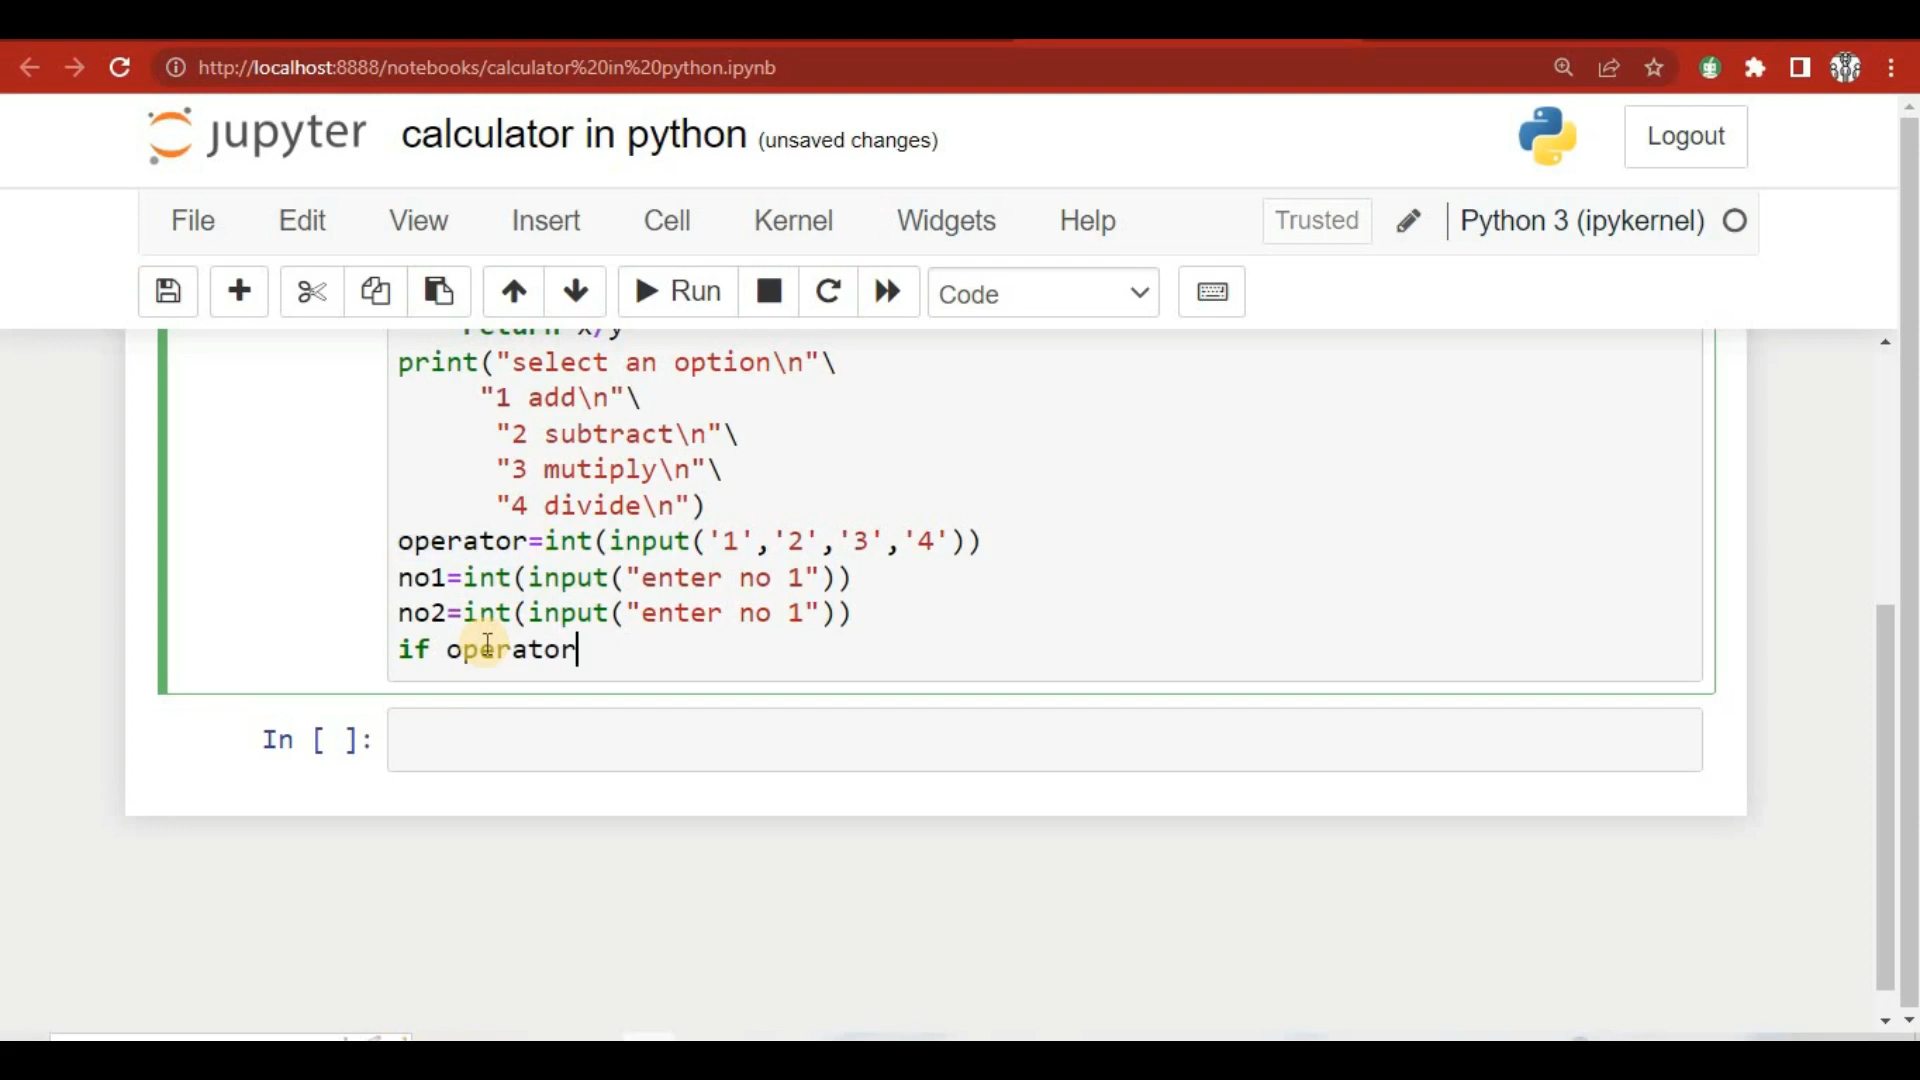 http://localhost:8888/notebooks/calculator%20in%20python.ipynb
jupyter calculator in python (unsaved changes)
Logout
File Edit View Insert Cell Kernel Widgets Help Trusted Python 3 (ipykernel)
Run Code
return x/y
print("select an option\n"\
"1 add\n"\
"2 subtract\n"\
"3 mutiply\n"\
"4 divide\n")
operator=int(input('1','2','3','4'))
no1=int(input("enter no 1"))
no2=int(input("enter no 1"))
if operator
In [ ]: